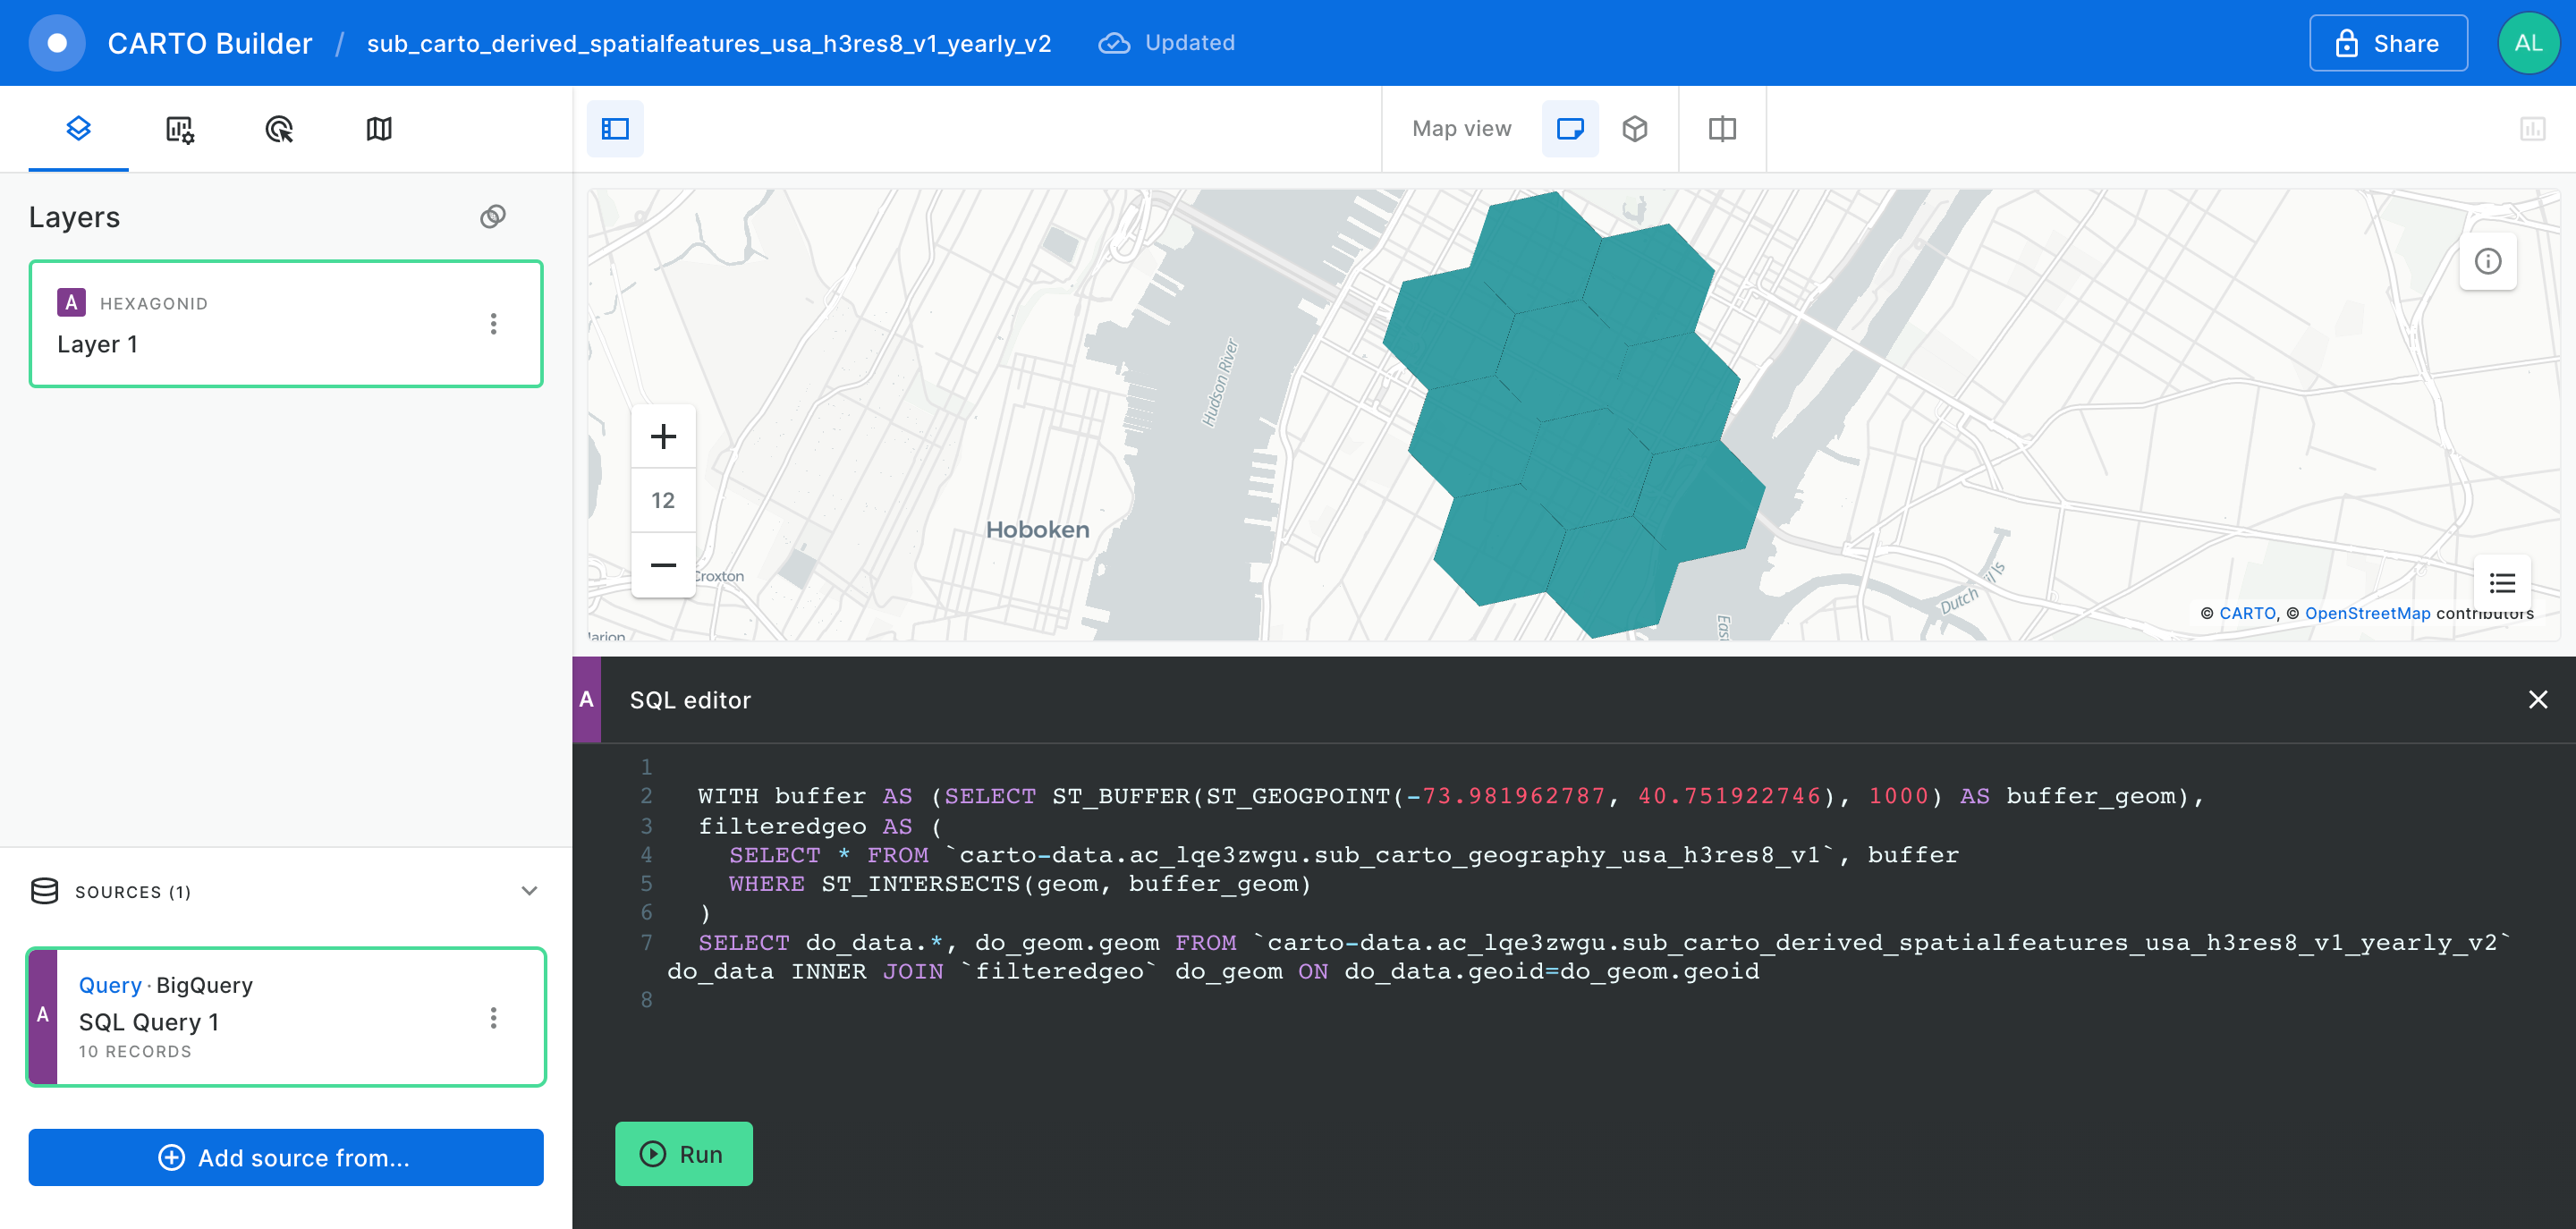 CARTO Builder / sub_carto_derived_spatialfeatures_usa_h3res8_v1_yearly_v2 Updated
Share
AL
Map view
Layers
A HEXAGONID
Layer 1
12
Hudson River
Hoboken
Croxton
Dutch
East
© CARTO, © OpenStreetMap contributors
A SQL editor
1
2 WITH buffer AS (SELECT ST_BUFFER(ST_GEOGPOINT(-73.981962787, 40.751922746), 1000) AS buffer_geom),
3 filteredgeo AS (
4 SELECT * FROM `carto-data.ac_lqe3zwgu.sub_carto_geography_usa_h3res8_v1`, buffer
5 WHERE ST_INTERSECTS(geom, buffer_geom)
6 )
7 SELECT do_data.*, do_geom.geom FROM `carto-data.ac_lqe3zwgu.sub_carto_derived_spatialfeatures_usa_h3res8_v1_yearly_v2`
do_data INNER JOIN `filteredgeo` do_geom ON do_data.geoid=do_geom.geoid
8
Run
SOURCES (1)
A
Query · BigQuery
SQL Query 1
10 RECORDS
Add source from...